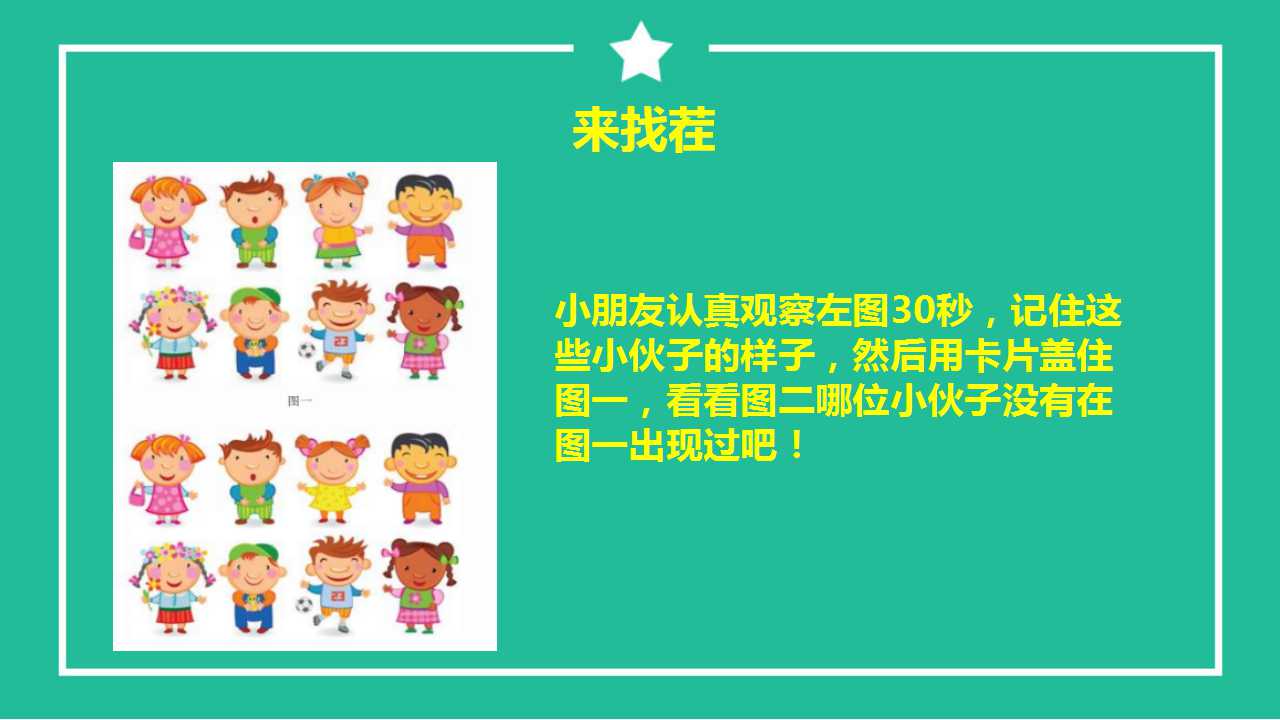 来找茬
小朋友认真观察左图30秒，记住这
些小伙子的样子，然后用卡片盖住
图一，看看图二哪位小伙子没有在
图一出现过吧！
图一
23
23